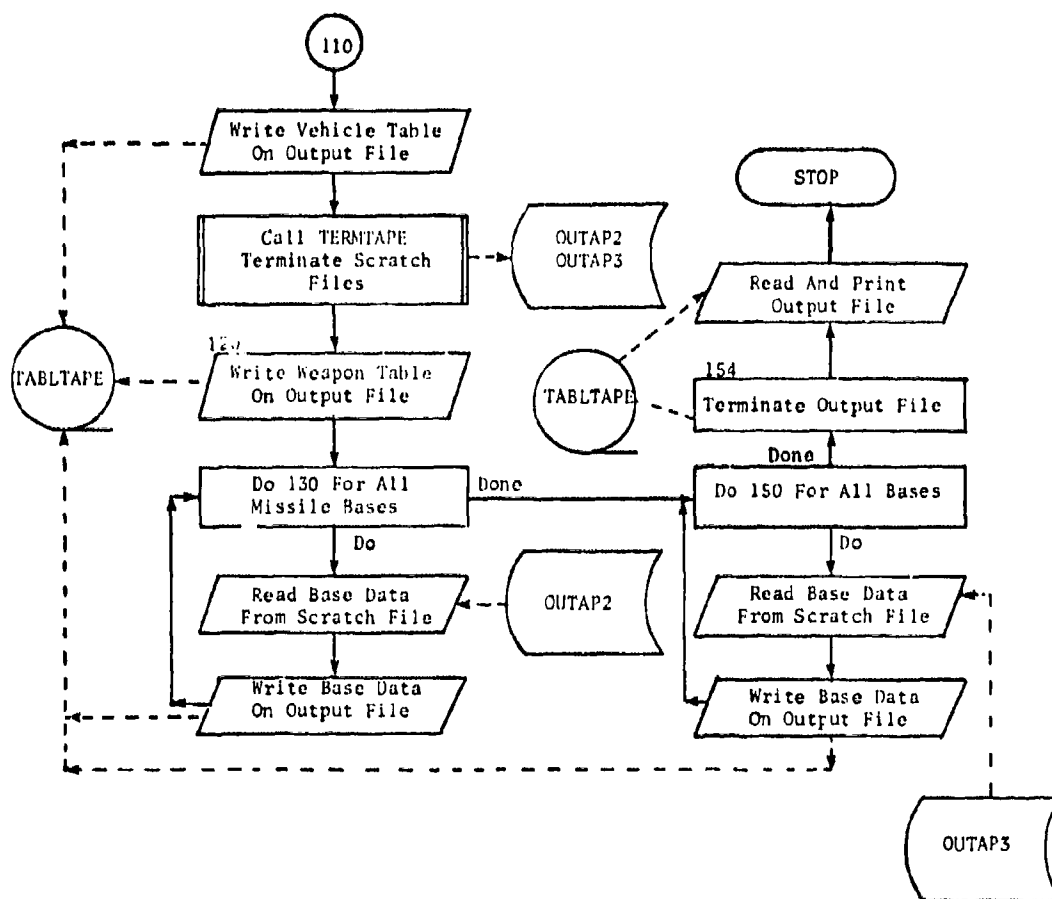 110
Write Vehicle Table
On Output File
STOP
Call TERMTAPE
Terminate Scratch
Files
OUTAP2
OUTAP3
Read And Print
Output File
TABLTAPE
Write Weapon Table
On Output File
TABLTAPE
154
Terminate Output File
Done
Do 130 For All
Missile Bases
Done
Do 150 For All Bases
Do
Do
Read Base Data
From Scratch File
OUTAP2
Read Base Data
From Scratch File
Write Base Data
On Output File
Write Base Data
On Output File
OUTAP3